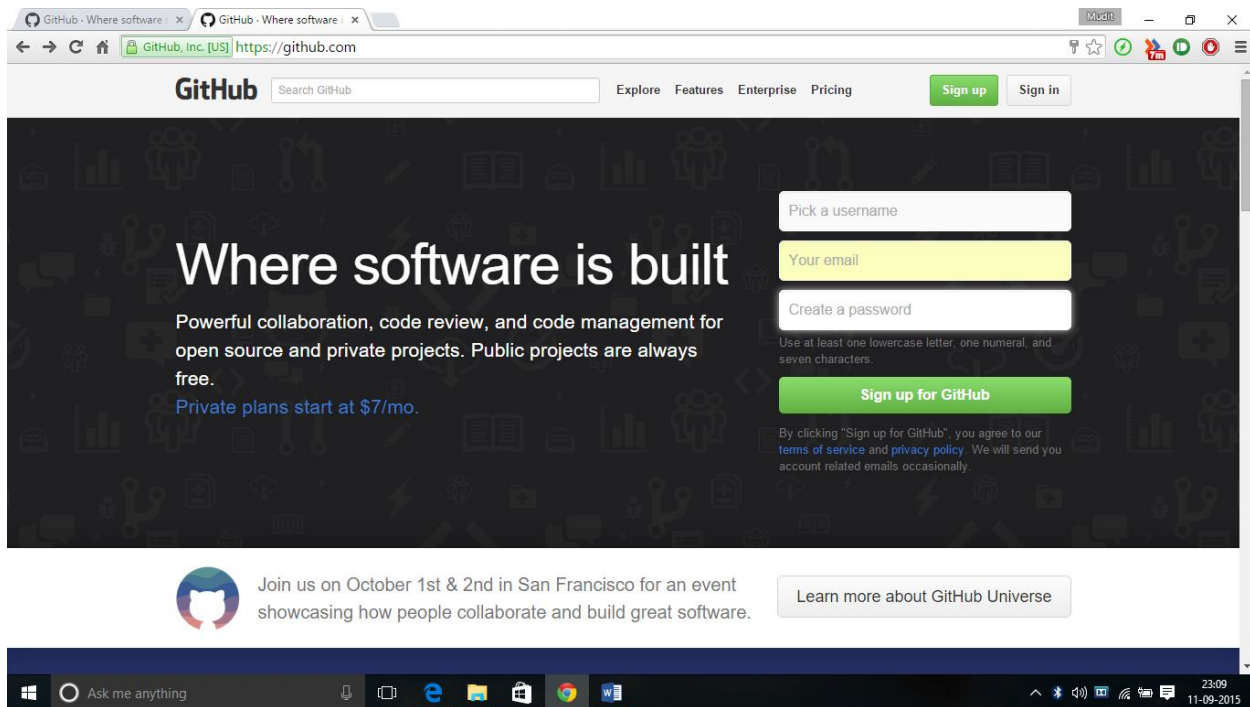 GitHub · Where software i
GitHub · Where software i
Mudit
GitHub, Inc. [US] https://github.com
7m
GitHub
Search GitHub
Explore Features Enterprise Pricing
Sign up
Sign in
Pick a username
Your email
Create a password
Use at least one lowercase letter, one numeral, and
seven characters.
Sign up for GitHub
By clicking "Sign up for GitHub", you agree to our
terms of service and privacy policy. We will send you
account related emails occasionally.
Where software is built
Powerful collaboration, code review, and code management for
open source and private projects. Public projects are always
free.
Private plans start at $7/mo.
Join us on October 1st & 2nd in San Francisco for an event
showcasing how people collaborate and build great software.
Learn more about GitHub Universe
Ask me anything
23:09
11-09-2015